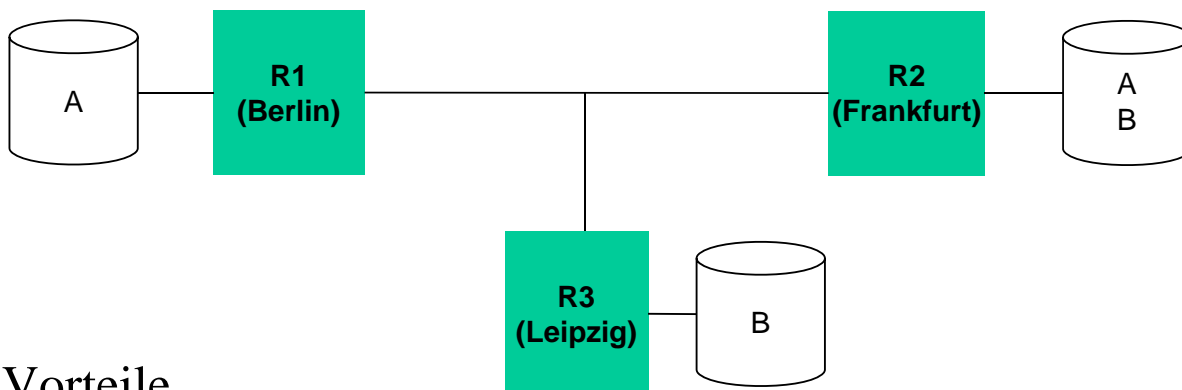 A
R1
(Berlin)
R2
(Frankfurt)
A
B
R3
(Leipzig)
B
Vorteile